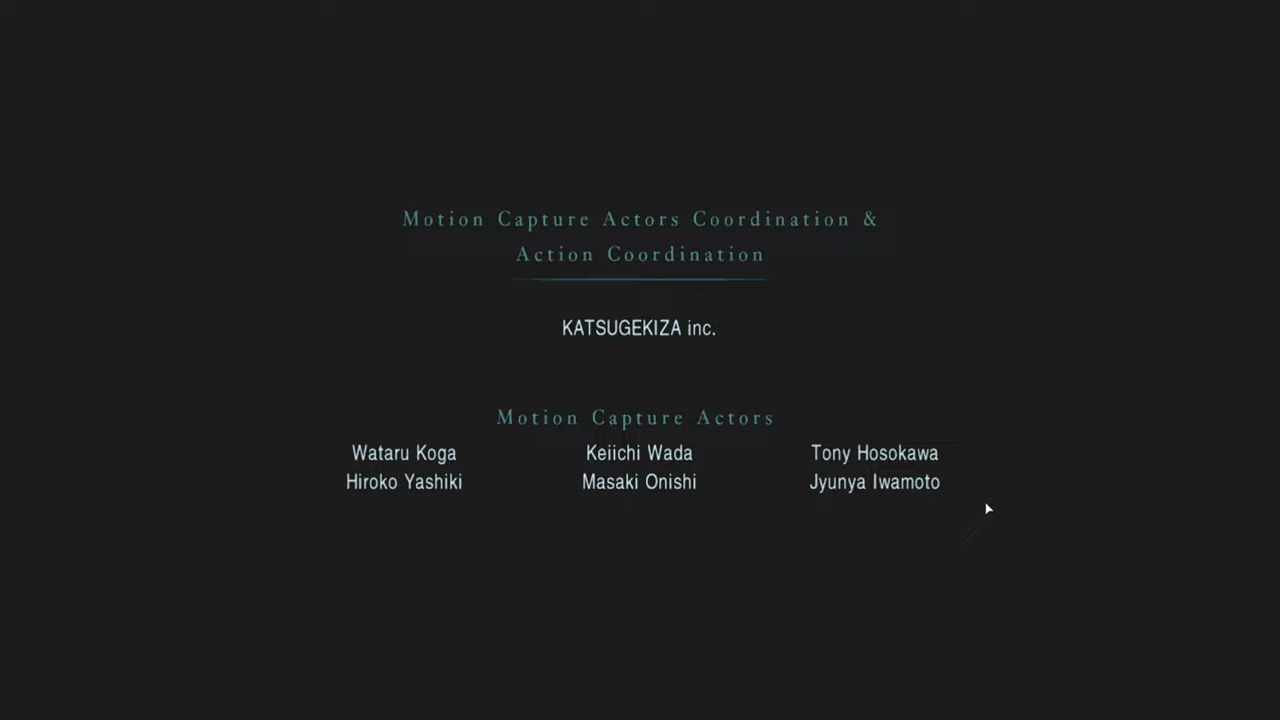 Motion Capture Actors Coordination &
Action Coordination
KATSUGEKIZA inc.
Motion Capture Actors
Wataru Koga Keiichi Wada Tony Hosokawa
Hiroko Yashiki Masaki Onishi Jyunya Iwamoto